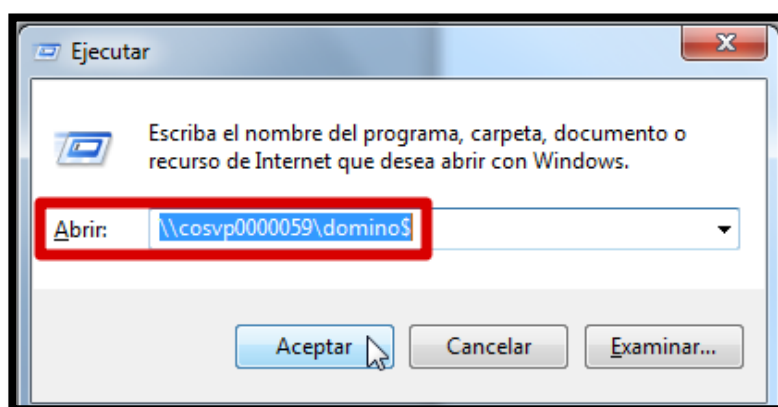 Ejecutar
Escriba el nombre del programa, carpeta, documento o
recurso de Internet que desea abrir con Windows.
Abrir: \\cosvp0000059\domino$
Aceptar Cancelar Examinar...